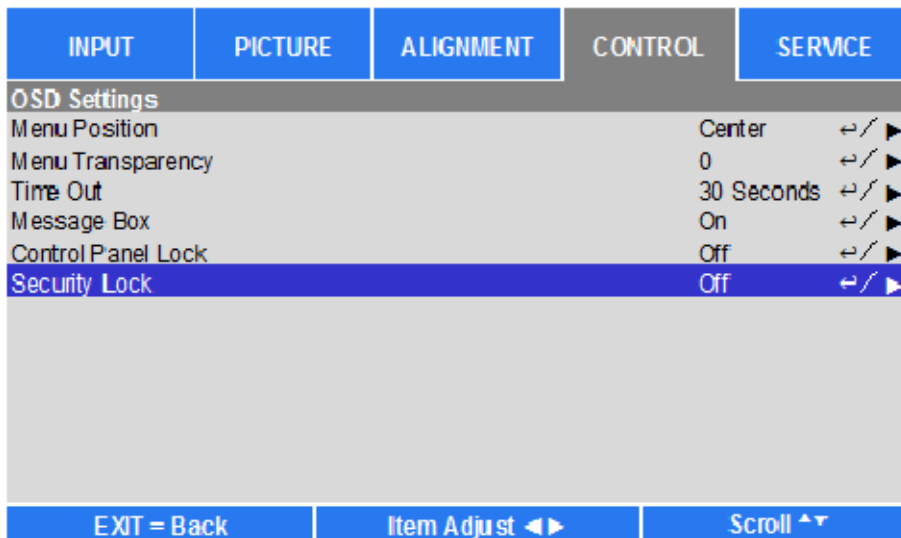 INPUT PICTURE ALIGNMENT CONTROL SERVICE
OSD Settings
Menu Position Center ↵/ ▶
Menu Transparency 0 ↵/ ▶
Time Out 30 Seconds ↵/ ▶
Message Box On ↵/ ▶
Control Panel Lock Off ↵/ ▶
Security Lock Off ↵/ ▶
EXIT = Back Item Adjust ◀▶ Scroll ▲▼